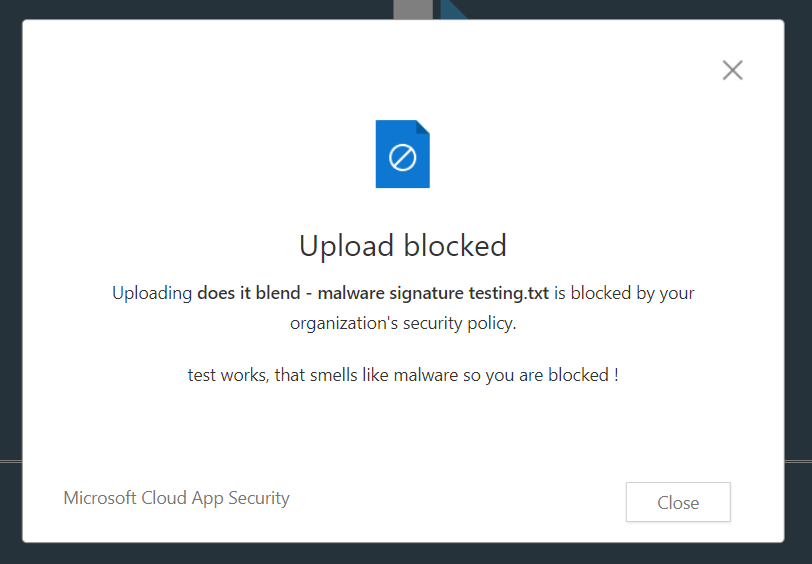 Upload blocked
Uploading does it blend - malware signature testing.txt is blocked by your
organization's security policy.
test works, that smells like malware so you are blocked !
Microsoft Cloud App Security
Close